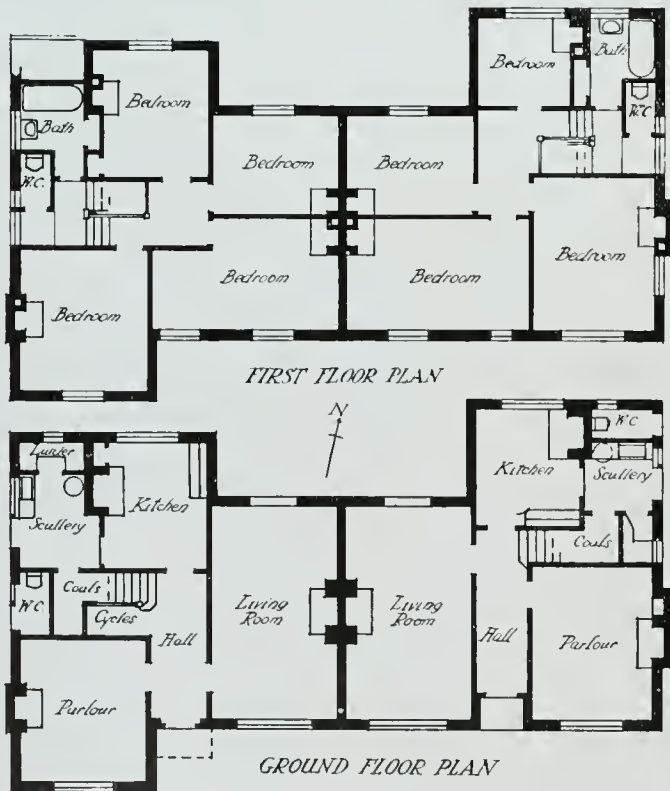 Bedroom
Bath
W.C.
Bedroom
Bedroom
Bedroom
Bedroom
Bedroom
Bath
W.C
Bedroom
Bedroom
FIRST FLOOR PLAN
N
Larder
Scullery
Kitchen
W.C
Coals
Cycles
Hall
Living
Room
Parlour
Kitchen
W.C
Scullery
Coals
Living
Room
Hall
Parlour
GROUND FLOOR PLAN